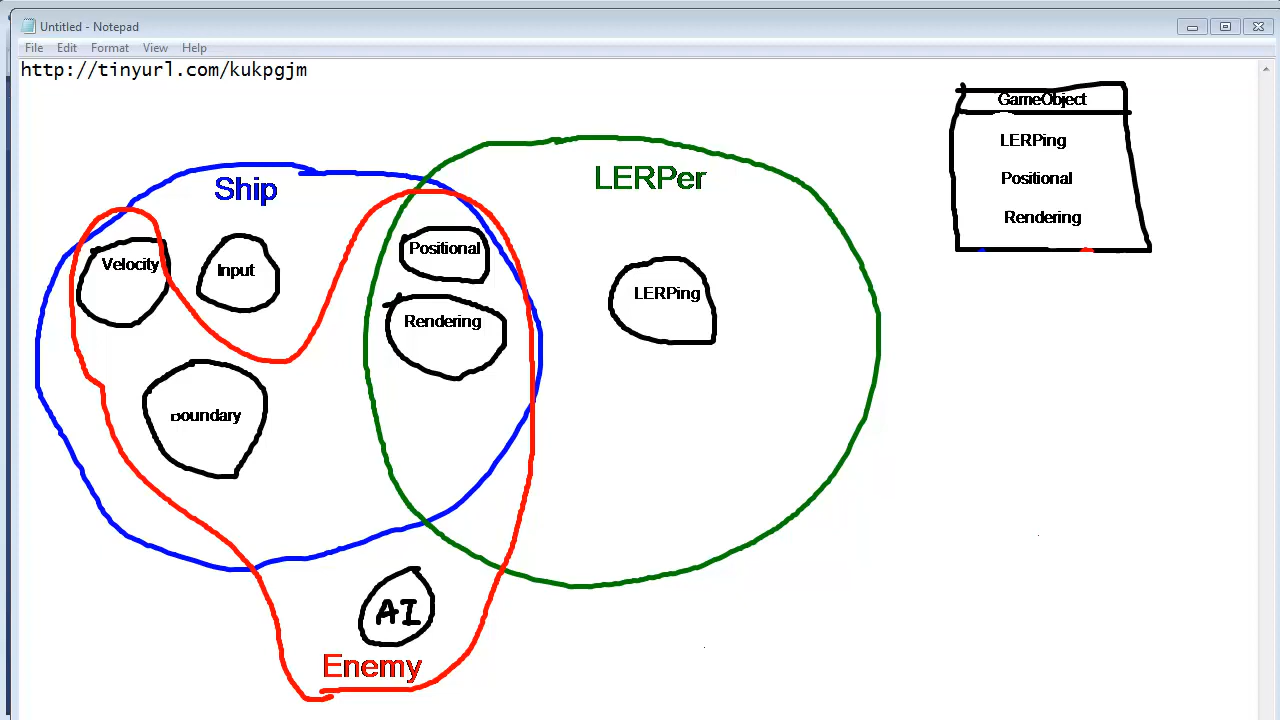 Untitled - Notepad
File Edit Format View Help
http://tinyurl.com/kukpgjm
GameObject
LERPing
Positional
Rendering
Ship
LERPer
Velocity
Input
Positional
Rendering
LERPing
Boundary
AI
Enemy